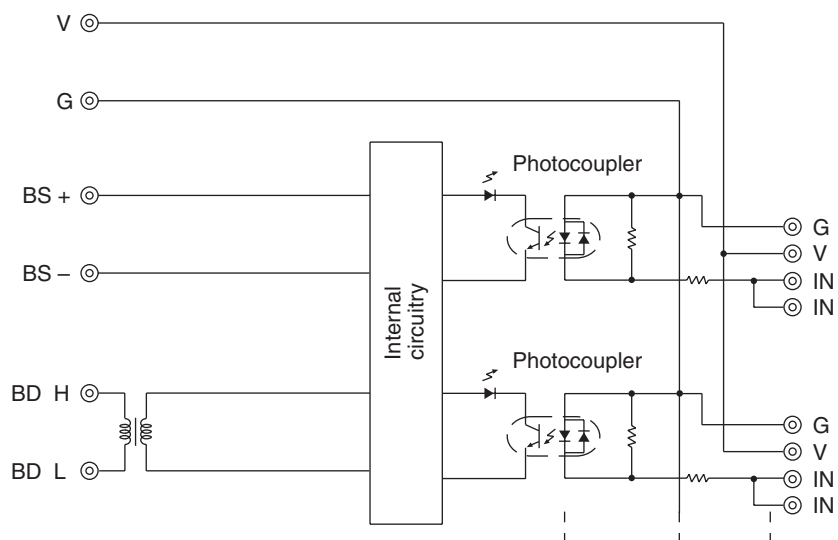 V
G
BS +
BS –
BD H
BD L
Internal
circuitry
Photocoupler
G
V
IN
IN
Photocoupler
G
V
IN
IN